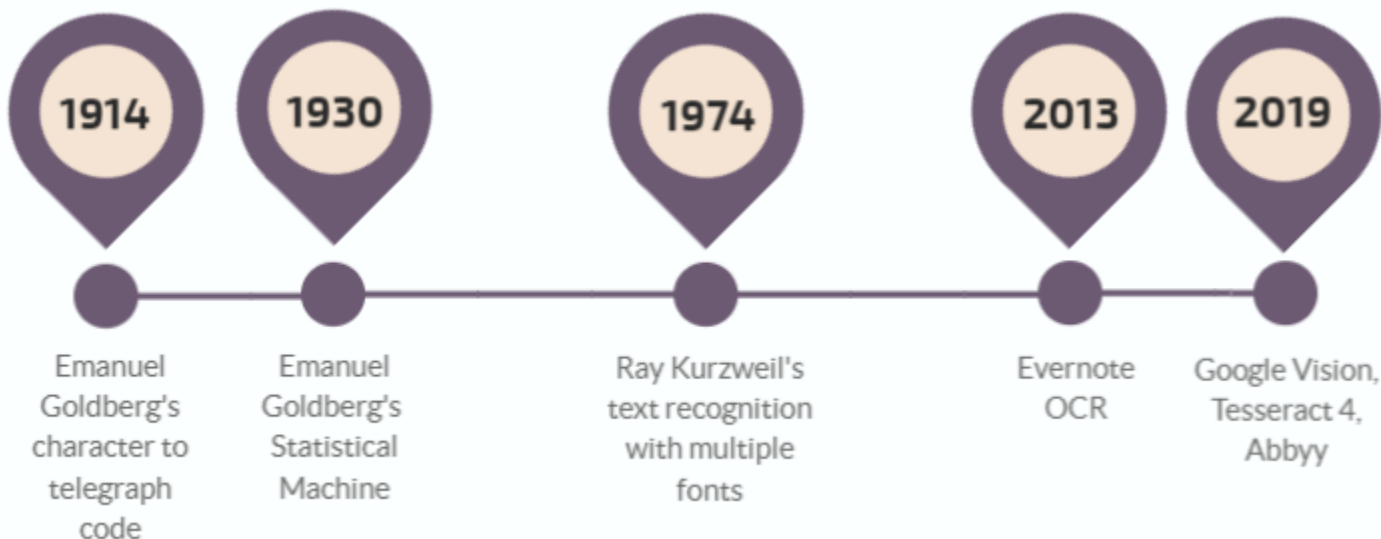 1914
1930
1974
2013
2019
Emanuel
Goldberg's
character to
telegraph
code
Emanuel
Goldberg's
Statistical
Machine
Ray Kurzweil's
text recognition
with multiple
fonts
Evernote
OCR
Google Vision,
Tesseract 4,
Abbyy